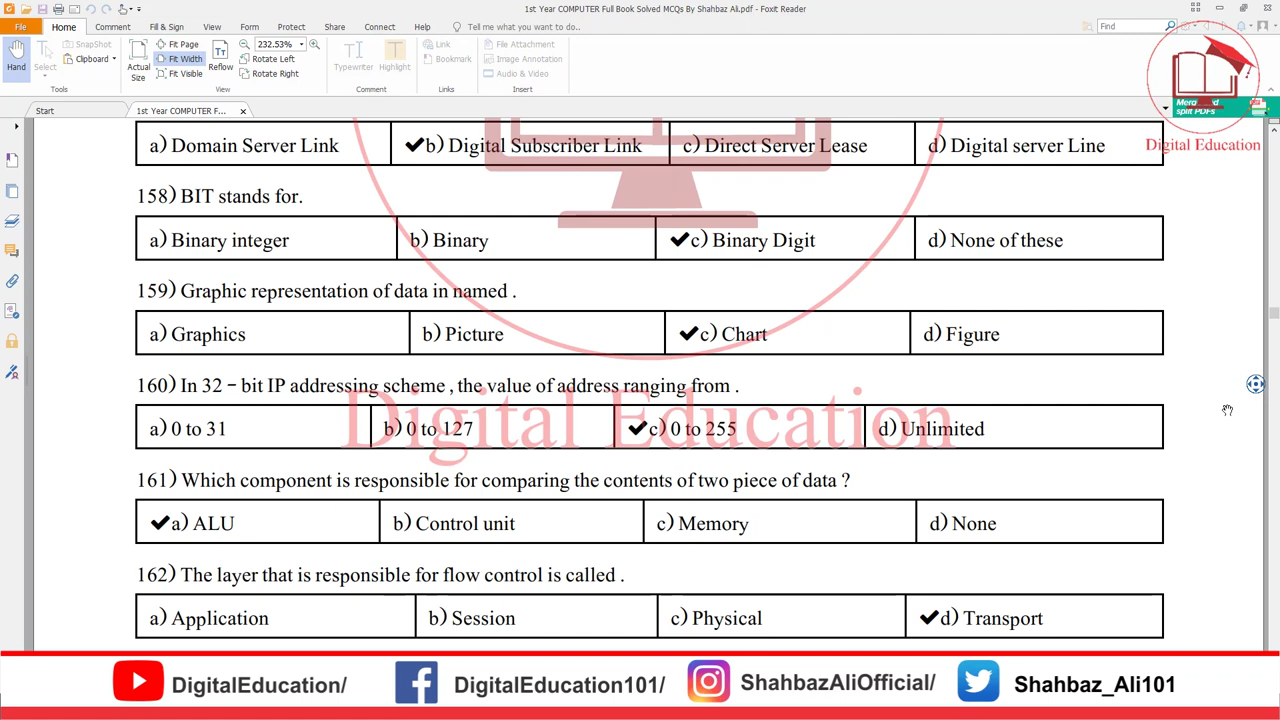 1st Year COMPUTER Full Book Solved MCQs By Shahbaz Ali.pdf - Foxit Reader
File Home Comment View Form Protect Share Connect Help Tell me what you want to do.. Find
Hand Select SnapShot Clipboard Actual Size Fit Page Fit Width Fit Visible Reflow 232.53% Rotate Left Rotate Right Typewriter Highlight Link Bookmark File Attachment Image Annotation Audio & Video
Tools View Comment Links Insert
Start 1st Year COMPUTER F...
split PDFs
Digital Education
a) Domain Server Link ✔b) Digital Subscriber Link c) Direct Server Lease d) Digital server Line
158) BIT stands for.
a) Binary integer b) Binary ✔c) Binary Digit d) None of these
159) Graphic representation of data in named .
a) Graphics b) Picture ✔c) Chart d) Figure
160) In 32 – bit IP addressing scheme , the value of address ranging from .
a) 0 to 31 b) 0 to 127 ✔c) 0 to 255 d) Unlimited
Digital Education
161) Which component is responsible for comparing the contents of two piece of data ?
✔a) ALU b) Control unit c) Memory d) None
162) The layer that is responsible for flow control is called .
a) Application b) Session c) Physical ✔d) Transport
DigitalEducation/ DigitalEducation101/ ShahbazAliOfficial/ Shahbaz_Ali101